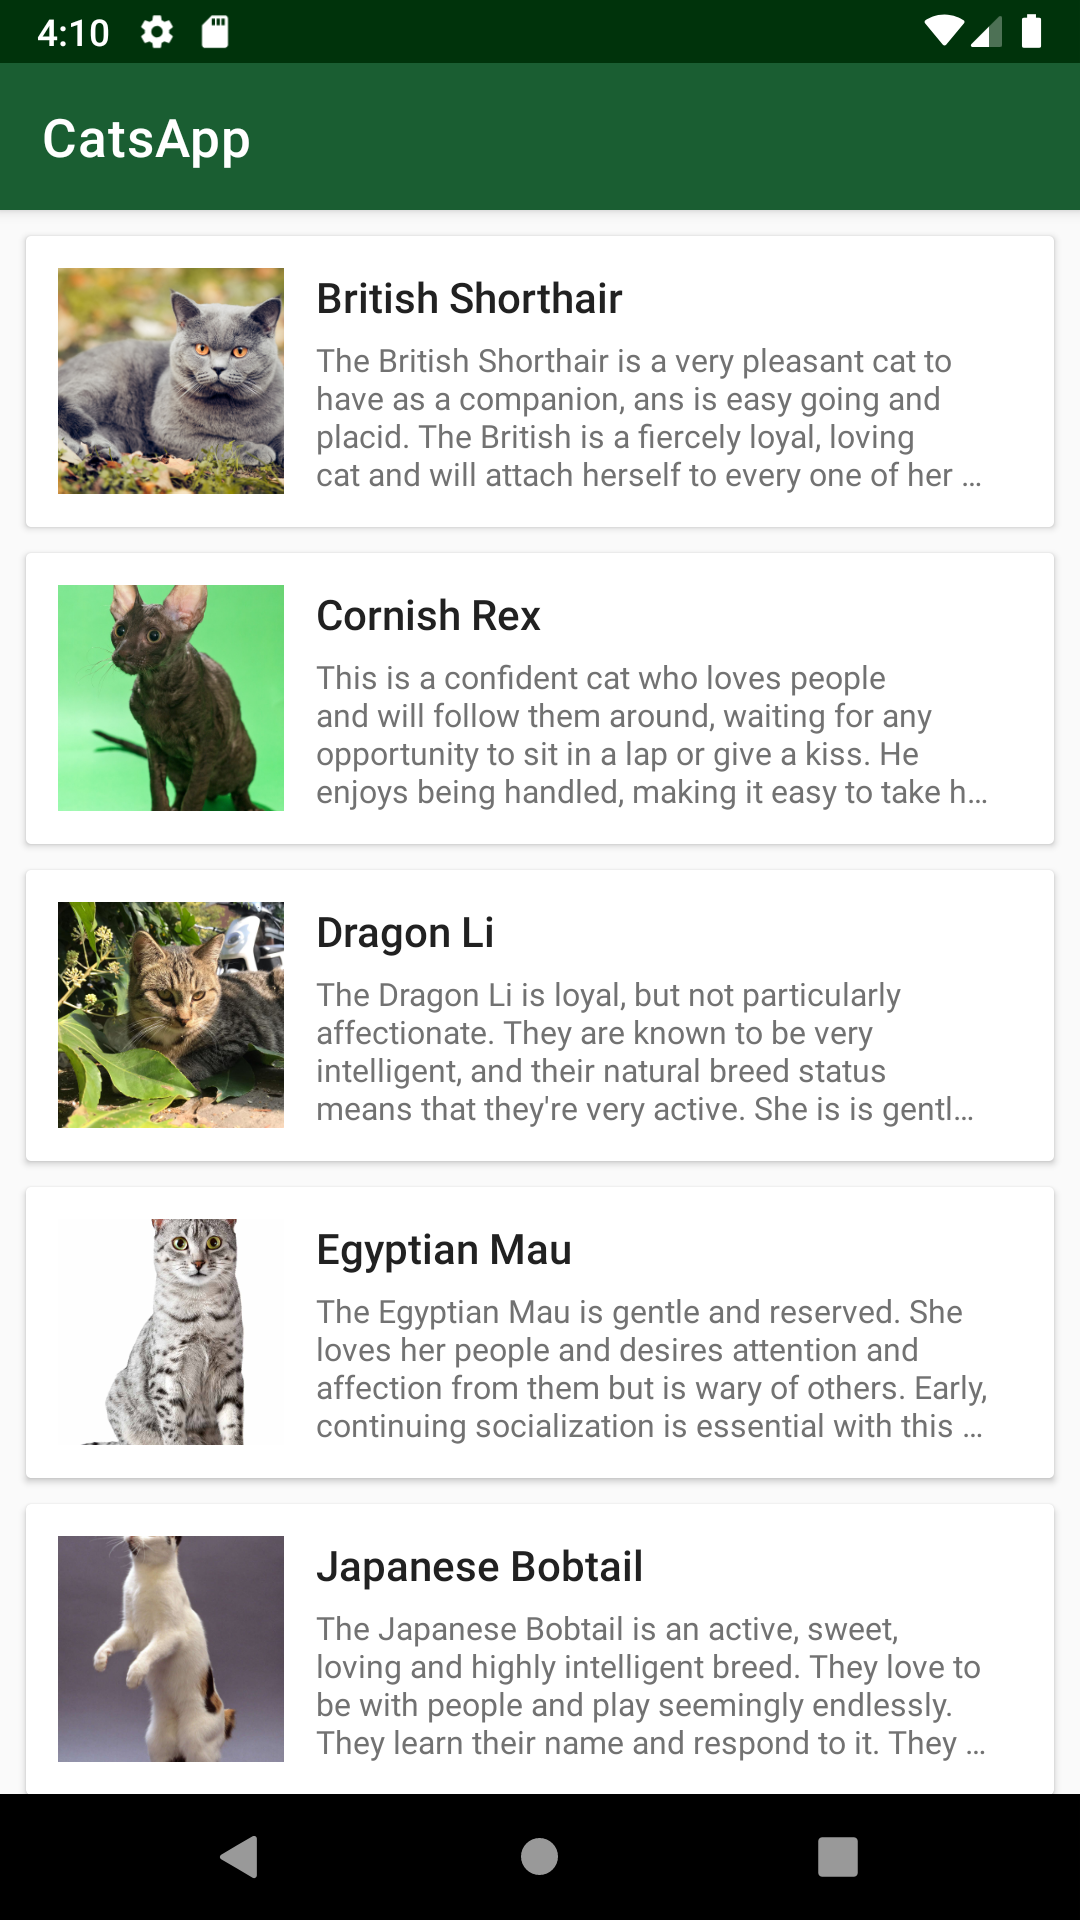 4:10
CatsApp
British Shorthair
The British Shorthair is a very pleasant cat to
have as a companion, ans is easy going and
placid. The British is a fiercely loyal, loving
cat and will attach herself to every one of her …
Cornish Rex
This is a confident cat who loves people
and will follow them around, waiting for any
opportunity to sit in a lap or give a kiss. He
enjoys being handled, making it easy to take h…
Dragon Li
The Dragon Li is loyal, but not particularly
affectionate. They are known to be very
intelligent, and their natural breed status
means that they're very active. She is is gentl…
Egyptian Mau
The Egyptian Mau is gentle and reserved. She
loves her people and desires attention and
affection from them but is wary of others. Early,
continuing socialization is essential with this …
Japanese Bobtail
The Japanese Bobtail is an active, sweet,
loving and highly intelligent breed. They love to
be with people and play seemingly endlessly.
They learn their name and respond to it. They …